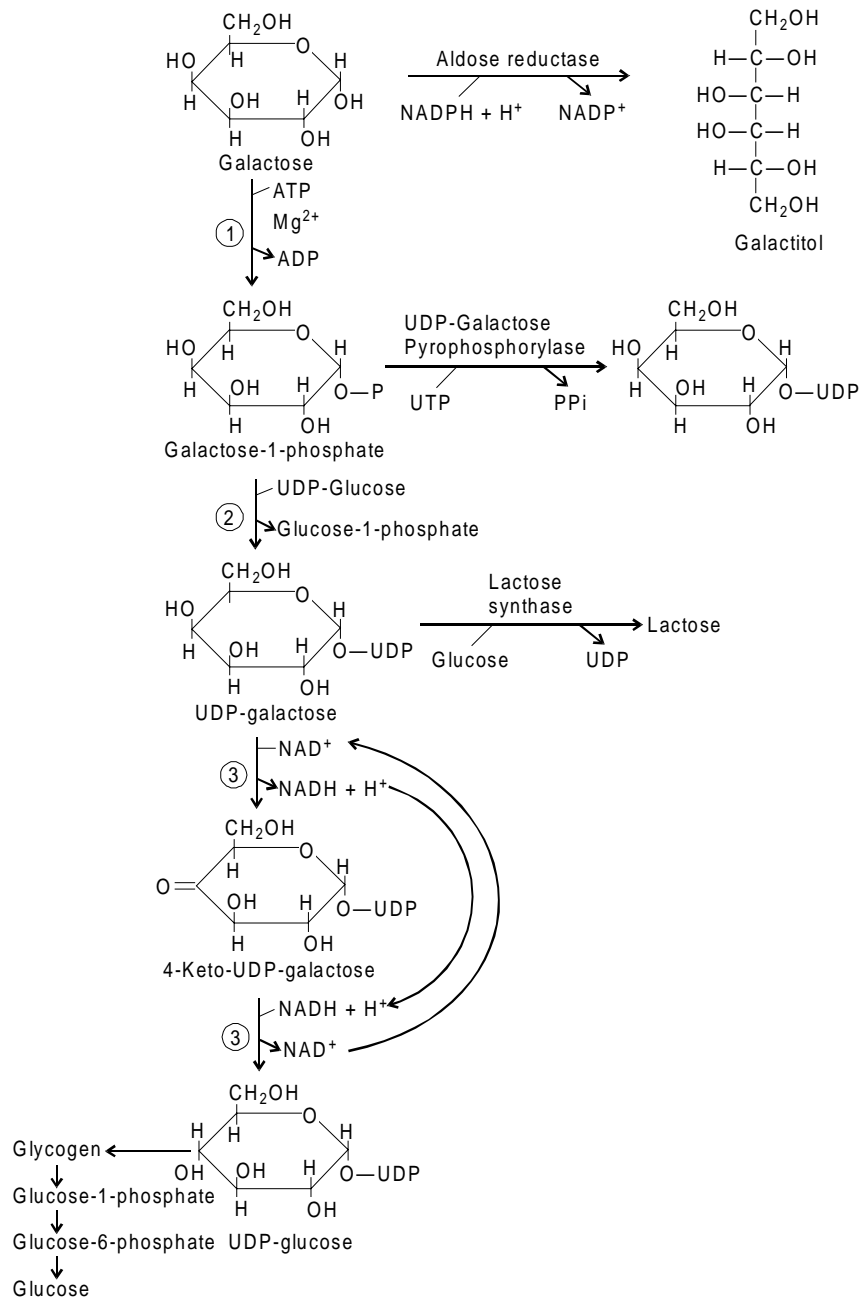 CH2OH
HO
O
H
H
OH
H
H
OH
H
OH
Galactose
Aldose reductase
NADPH + H+
NADP+
CH2OH
H—C—OH
HO—C—H
HO—C—H
H—C—OH
CH2OH
Galactitol
ATP
Mg2+
1
ADP
CH2OH
HO
O
H
H
OH
H
H
OH
H
O—P
Galactose-1-phosphate
UDP-Galactose
Pyrophosphorylase
UTP
PPi
CH2OH
HO
O
H
H
OH
H
H
OH
H
O—UDP
UDP-Glucose
2
Glucose-1-phosphate
CH2OH
HO
O
H
OH
H
H
OH
H
O—UDP
UDP-galactose
Lactose
synthase
Glucose
UDP
Lactose
NAD+
3
NADH + H+
CH2OH
O
H
O
OH
H
H
OH
H
O—UDP
4-Keto-UDP-galactose
NADH + H+
3
NAD+
CH2OH
O
H
H
OH
OH
H
H
OH
H
O—UDP
UDP-glucose
Glycogen
Glucose-1-phosphate
Glucose-6-phosphate
Glucose